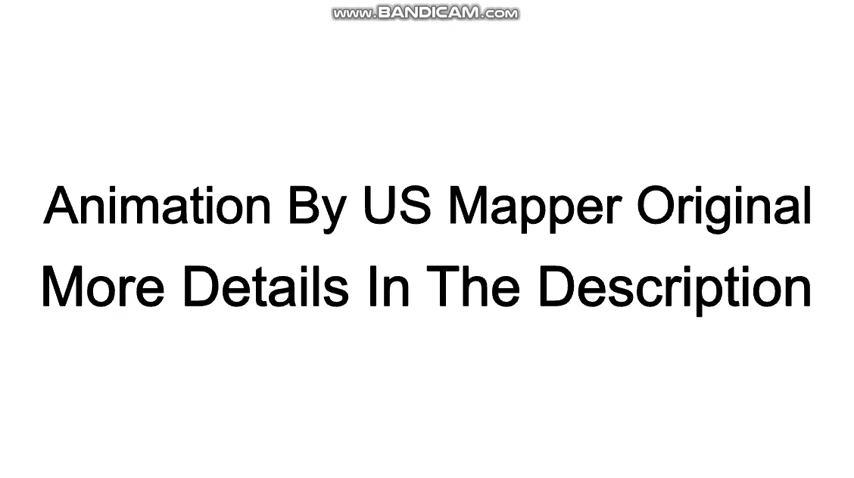 www.BANDICAM.com
Animation By US Mapper Original
More Details In The Description